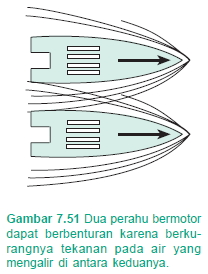 Gambar 7.51 Dua perahu bermotor
dapat berbenturan karena berku-
rangnya tekanan pada air yang
mengalir di antara keduanya.